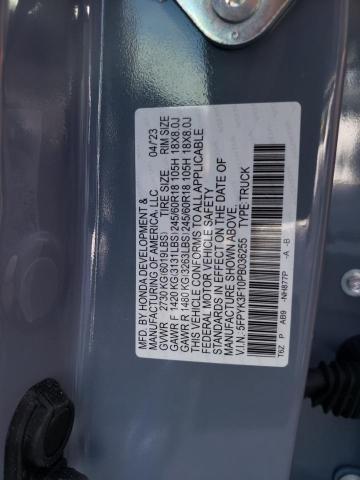 MFD. BY HONDA DEVELOPMENT &
MANUFACTURING OF AMERICA, LLC 04/23
GVWR 2730 KG(6019LBS) TIRE SIZE RIM SIZE
GAWR F 1420 KG(3131LBS) 245/60R18 105H 18X8.0J
GAWR R 1480 KG(3263LBS) 245/60R18 105H 18X8.0J
THIS VEHICLE CONFORMS TO ALL APPLICABLE
FEDERAL MOTOR VEHICLE SAFETY
STANDARDS IN EFFECT ON THE DATE OF
MANUFACTURE SHOWN ABOVE.
V.I.N. 5FPYK3F10PB036255 TYPE:TRUCK
T6Z P AB9 -NH877P -A -B